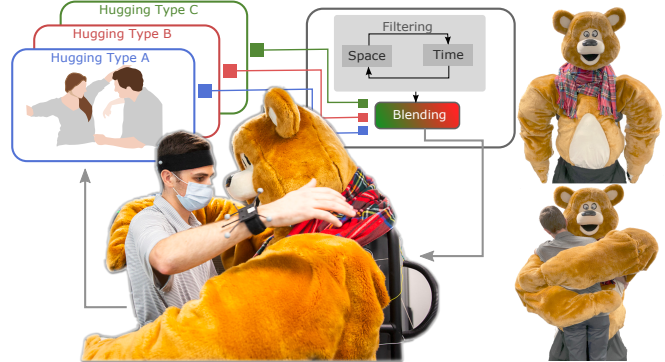 Hugging Type C
Hugging Type B
Hugging Type A
Filtering
Space
Time
Blending